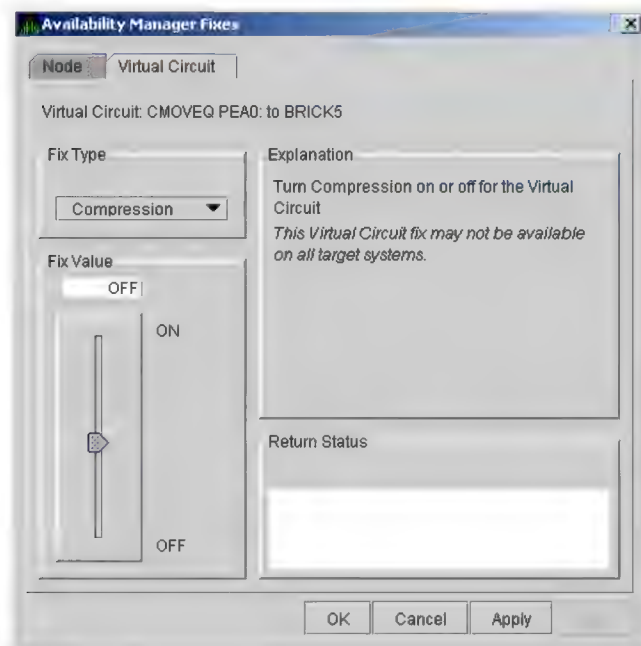 Availability Manager Fixes
Node
Virtual Circuit
Virtual Circuit: CMOVEQ PEA0: to BRICK5
Fix Type
Compression
Explanation
Turn Compression on or off for the Virtual
Circuit
This Virtual Circuit fix may not be available
on all target systems.
Fix Value
OFF
ON
OFF
Return Status
OK
Cancel
Apply